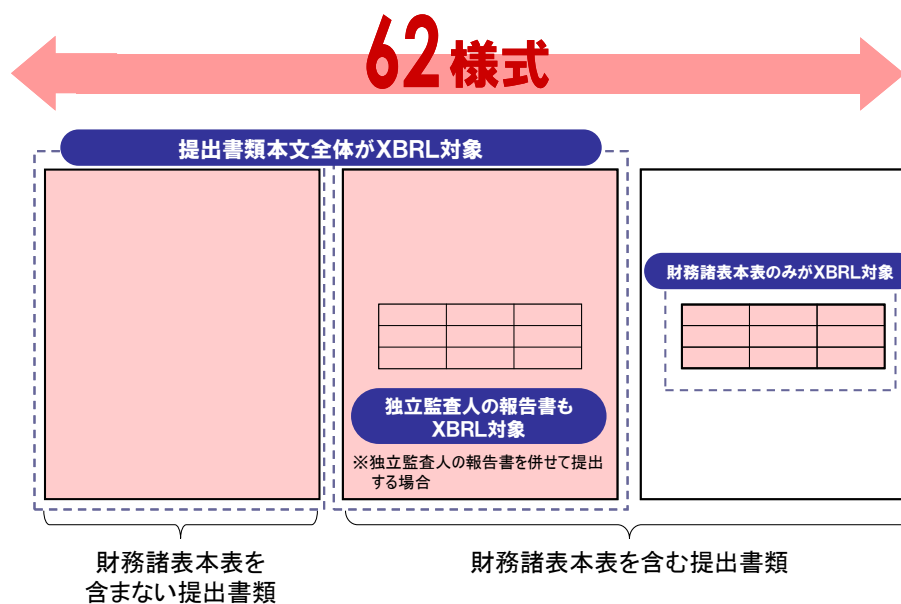 62様式
提出書類本文全体がXBRL対象
財務諸表本表のみがXBRL対象
独立監査人の報告書も
XBRL対象
※独立監査人の報告書を併せて提出
する場合
財務諸表本表を
含まない提出書類
財務諸表本表を含む提出書類